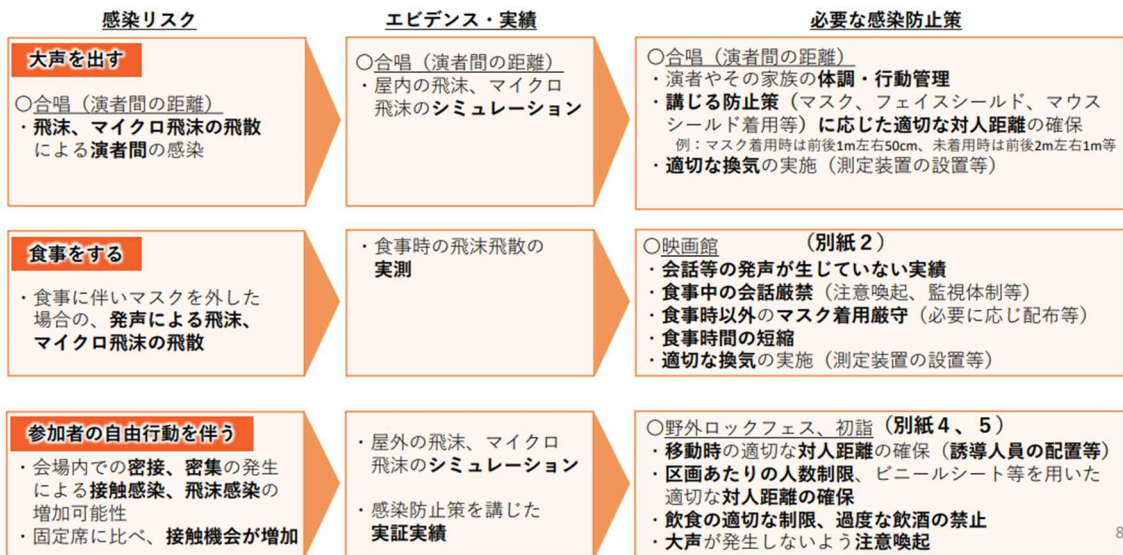 感染リスク
エビデンス・実績
必要な感染防止策
大声を出す
○合唱（演者間の距離）
・飛沫、マイクロ飛沫の飛散
による演者間の感染
○合唱（演者間の距離）
・屋内の飛沫、マイクロ
飛沫のシミュレーション
○合唱（演者間の距離）
・演者やその家族の体調・行動管理
・講じる防止策（マスク、フェイスシールド、マウス
シールド着用等）に応じた適切な対人距離の確保
例：マスク着用時は前後1m左右50cm、未着用時は前後2m左右1m等
・適切な換気の実施（測定装置の設置等）
食事をする
・食事に伴いマスクを外した
場合の、発声による飛沫、
マイクロ飛沫の飛散
・食事時の飛沫飛散の
実測
○映画館 （別紙２）
・会話等の発声が生じていない実績
・食事中の会話厳禁（注意喚起、監視体制等）
・食事時以外のマスク着用厳守（必要に応じ配布等）
・食事時間の短縮
・適切な換気の実施（測定装置の設置等）
参加者の自由行動を伴う
・会場内での密接、密集の発生
による接触感染、飛沫感染の
増加可能性
・固定席に比べ、接触機会が増加
・屋外の飛沫、マイクロ
飛沫のシミュレーション
・感染防止策を講じた
実証実績
○野外ロックフェス、初詣（別紙４、５）
・移動時の適切な対人距離の確保（誘導人員の配置等）
・区画あたりの人数制限、ビニールシート等を用いた
適切な対人距離の確保
・飲食の適切な制限、過度な飲酒の禁止
・大声が発生しないよう注意喚起
8